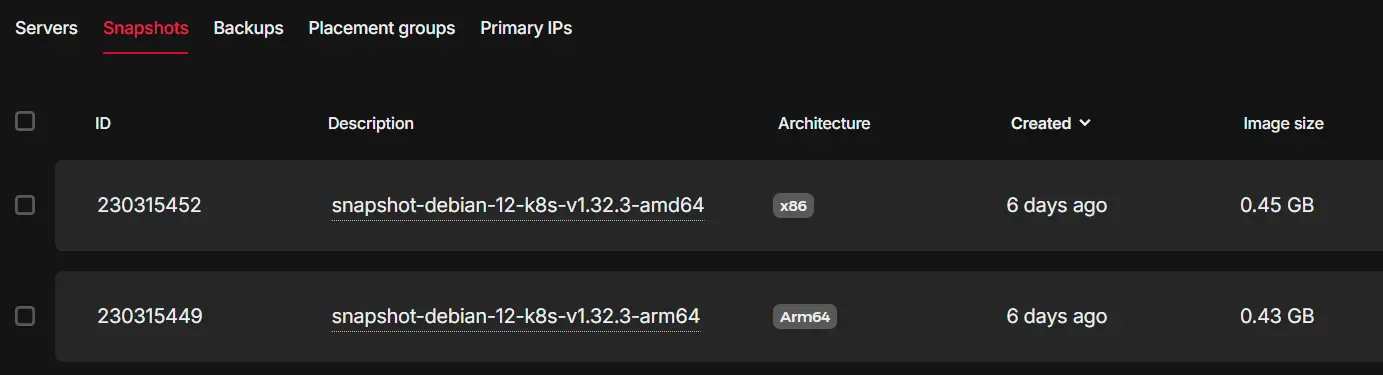 Servers Snapshots Backups Placement groups Primary IPs
ID Description Architecture Created Image size
230315452 snapshot-debian-12-k8s-v1.32.3-amd64 x86 6 days ago 0.45 GB
230315449 snapshot-debian-12-k8s-v1.32.3-arm64 Arm64 6 days ago 0.43 GB